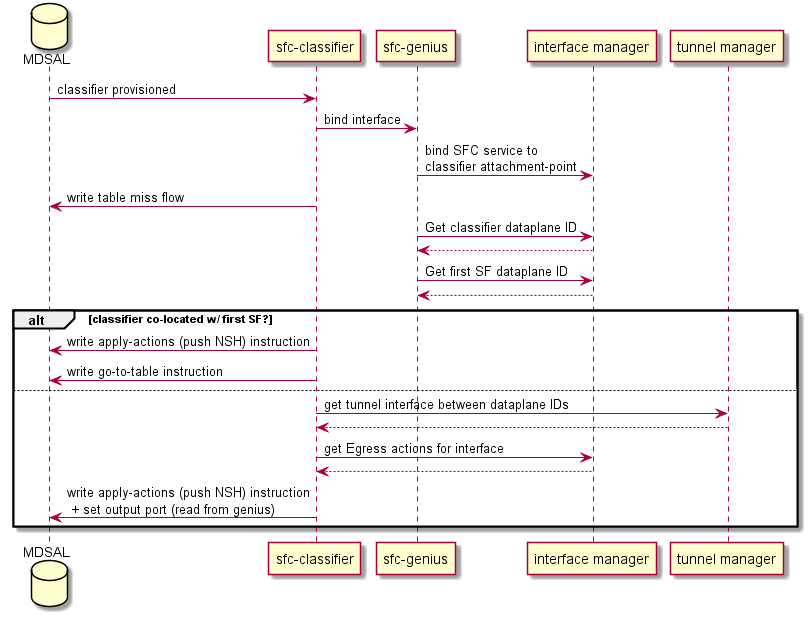 MDSAL
sfc-classifier
sfc-genius
interface manager
tunnel manager
classifier provisioned
bind interface
bind SFC service to
classifier attachment-point
write table miss flow
Get classifier dataplane ID
Get first SF dataplane ID
alt
[classifier co-located w/ first SF?]
write apply-actions (push NSH) instruction
write go-to-table instruction
get tunnel interface between dataplane IDs
get Egress actions for interface
write apply-actions (push NSH) instruction
+ set output port (read from genius)
MDSAL
sfc-classifier
sfc-genius
interface manager
tunnel manager